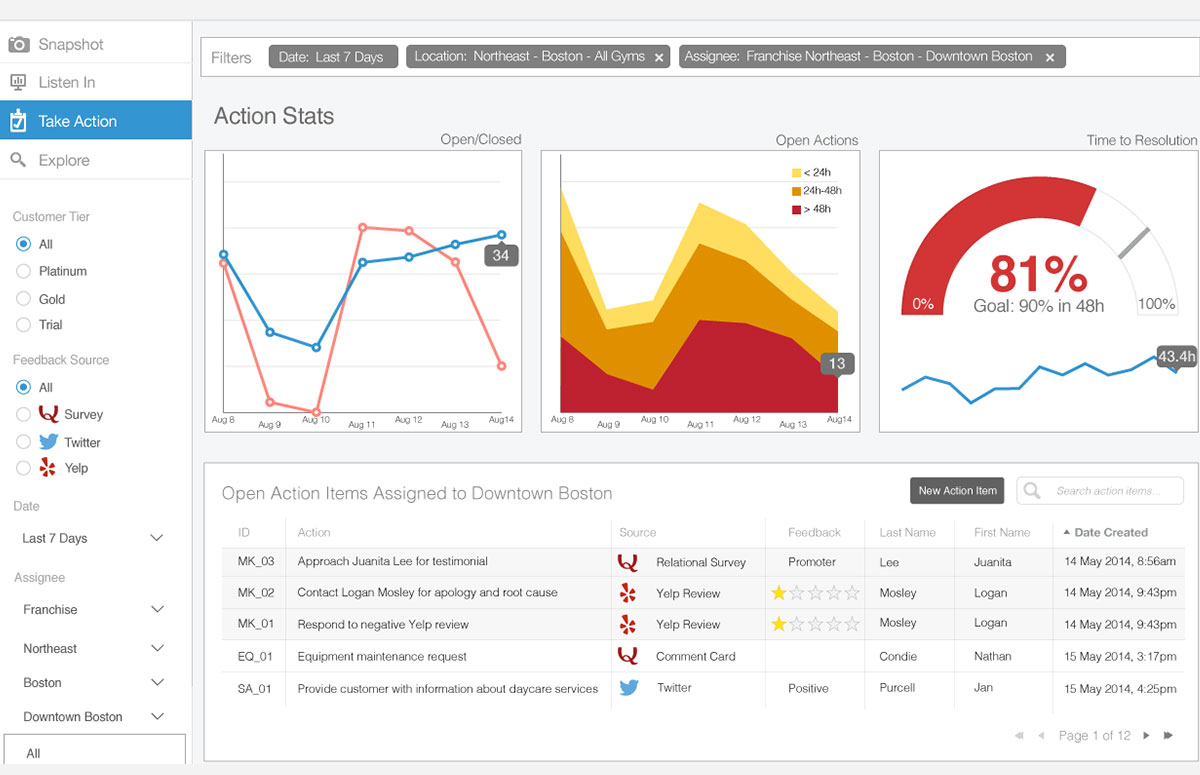 Snapshot
Listen In
Take Action
Explore
Customer Tier
All
Platinum
Gold
Trial
Feedback Source
All
Survey
Twitter
Yelp
Date
Last 7 Days
Assignee
Franchise
Northeast
Boston
Downtown Boston
All
Filters
Date: Last 7 Days
Location: Northeast - Boston - All Gyms ×
Assignee: Franchise Northeast - Boston - Downtown Boston ×
Action Stats
Open/Closed
34
Aug 8 Aug 9 Aug 10 Aug 11 Aug 12 Aug 13 Aug14
Open Actions
< 24h
24h-48h
> 48h
13
Aug 8 Aug 9 Aug 10 Aug 11 Aug 12 Aug 13 Aug14
Time to Resolution
81%
0% Goal: 90% in 48h 100%
43.4h
Open Action Items Assigned to Downtown Boston
New Action Item
Search action items...
ID Action Source Feedback Last Name First Name Date Created
MK_03 Approach Juanita Lee for testimonial Relational Survey Promoter Lee Juanita 14 May 2014, 8:56am
MK_02 Contact Logan Mosley for apology and root cause Yelp Review Mosley Logan 14 May 2014, 9:43pm
MK_01 Respond to negative Yelp review Yelp Review Mosley Logan 14 May 2014, 9:43pm
EQ_01 Equipment maintenance request Comment Card Condie Nathan 15 May 2014, 3:17pm
SA_01 Provide customer with information about daycare services Twitter Positive Purcell Jan 15 May 2014, 4:25pm
Page 1 of 12